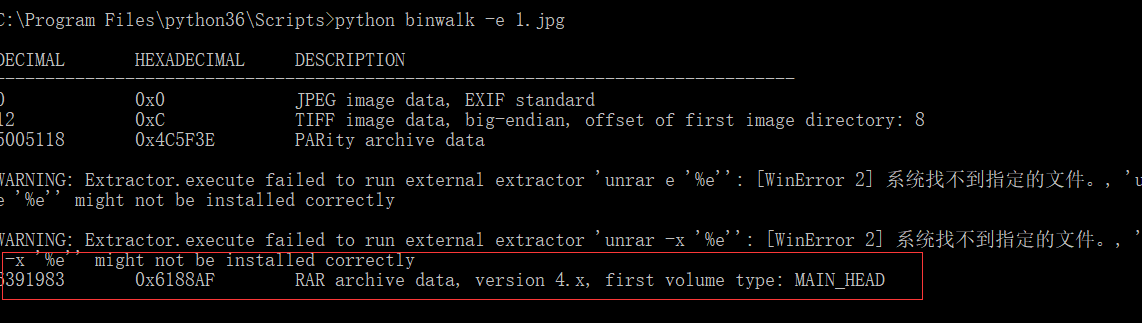 C:\Program Files\python36\Scripts>python binwalk -e 1.jpg
DECIMAL HEXADECIMAL DESCRIPTION
--------------------------------------------------------------------------------
0 0x0 JPEG image data, EXIF standard
12 0xC TIFF image data, big-endian, offset of first image directory: 8
5005118 0x4C5F3E PARity archive data
WARNING: Extractor.execute failed to run external extractor 'unrar e '%e'': [WinError 2] 系统找不到指定的文件。, 'u
e '%e'' might not be installed correctly
WARNING: Extractor.execute failed to run external extractor 'unrar -x '%e'': [WinError 2] 系统找不到指定的文件。, '
-x '%e'' might not be installed correctly
6391983 0x6188AF RAR archive data, version 4.x, first volume type: MAIN_HEAD